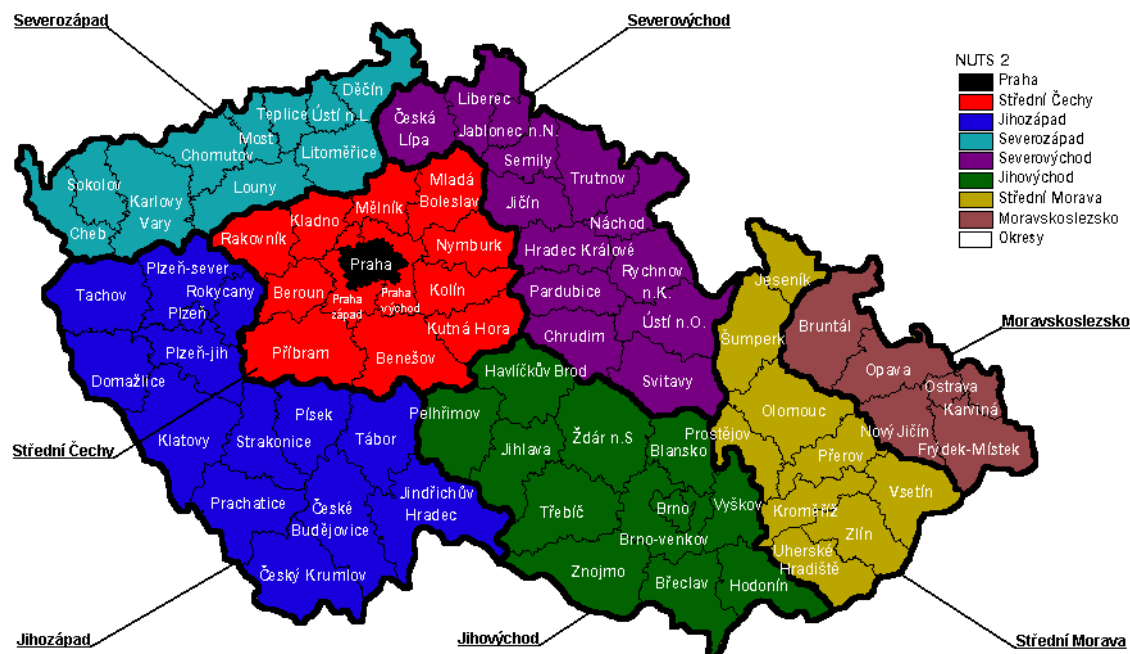 Severozápad
Severovýchod
NUTS 2
Praha
Střední Čechy
Jihozápad
Severozápad
Severovýchod
Jihovýchod
Střední Morava
Moravskoslezsko
Okresy
Děčín
Teplice
Ústí n.L
Most
Chomutov
Litoměřice
Sokolov
Karlovy
Vary
Louny
Cheb
Česká
Lípa
Liberec
Jablonec n.N.
Semily
Trutnov
Jičín
Náchod
Hradec Králové
Rychnov
n.K.
Pardubice
Ústí n.O.
Chrudim
Svitavy
Mladá
Boleslav
Mělník
Kladno
Rakovník
Nymburk
Praha
Beroun
Praha
západ
Praha
východ
Kolín
Kutná Hora
Příbram
Benešov
Plzeň-sever
Tachov
Rokycany
Plzeň
Plzeň-jih
Domažlice
Klatovy
Písek
Strakonice
Tábor
Prachatice
České
Budějovice
Jindřichův
Hradec
Český Krumlov
Havlíčkův Brod
Pelhřimov
Jihlava
Ždár n.S
Blansko
Třebíč
Brno
Vyškov
Brno-venkov
Znojmo
Břeclav
Hodonín
Jeseník
Šumperk
Olomouc
Prostějov
Přerov
Kroměříž
Vsetín
Zlín
Uherské
Hradiště
Bruntál
Opava
Ostrava
Karviná
Nový Jičín
Frýdek-Místek
Moravskoslezsko
Střední Čechy
Jihozápad
Jihovýchod
Střední Morava